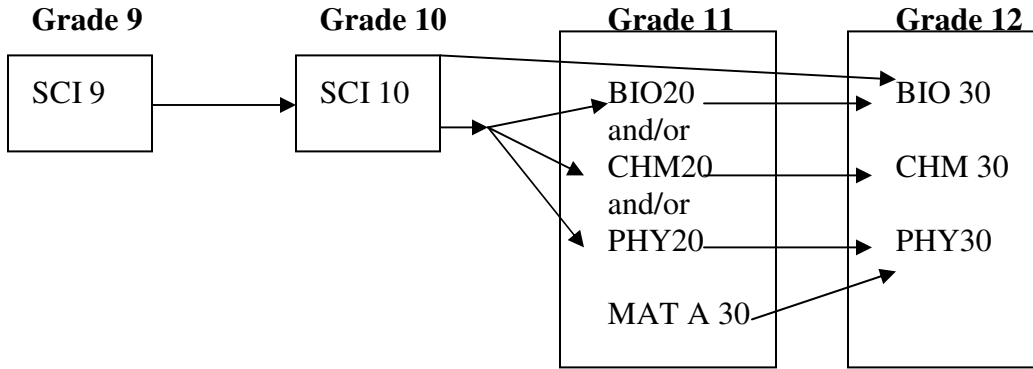 Grade 9 Grade 10 Grade 11 Grade 12
SCI 9
SCI 10
BIO20
and/or
CHM20
and/or
PHY20
MAT A 30
BIO 30
CHM 30
PHY30